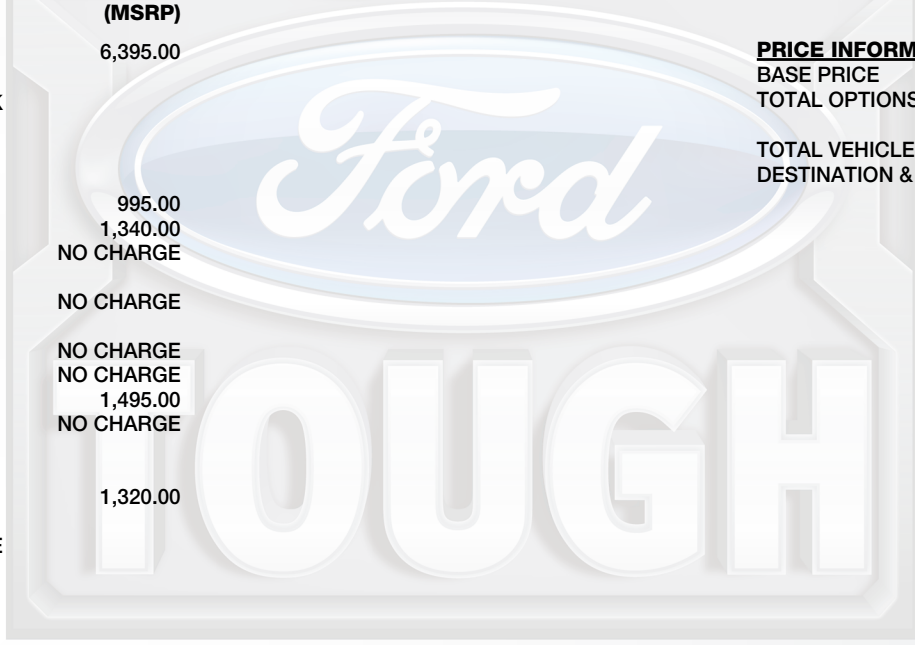 (MSRP)
6,395.00
995.00
1,340.00
NO CHARGE
NO CHARGE
NO CHARGE
NO CHARGE
1,495.00
NO CHARGE
1,320.00
PRICE INFORM
BASE PRICE
TOTAL OPTIONS
TOTAL VEHICLE
DESTINATION &
Ford
TOUGH